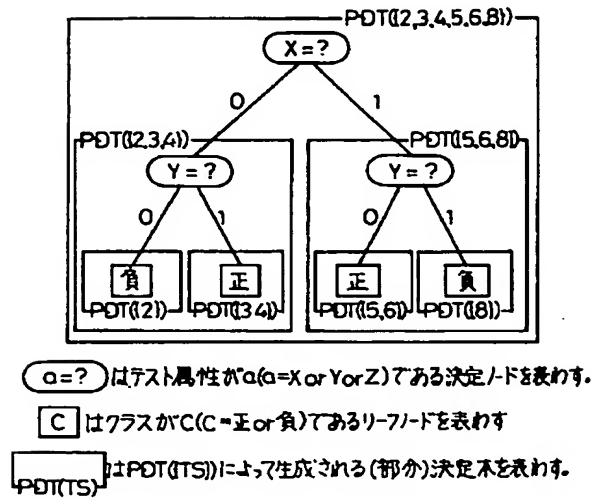 PDT({2,3,4,5,6,8})
X=?
0 1
PDT({2,3,4}) PDT({5,6,8})
Y=? Y=?
0 1 0 1
負 正 正 負
PDT({2}) PDT({3,4}) PDT({5,6}) PDT({8})
a=? はテスト属性がa(a=X or Y or Z)である決定ノードを表わす。
C はクラスがC(C=正 or 負)であるリーフノードを表わす
PDT(TS) はPDT(TS)によって生成される(部分)決定木を表わす。